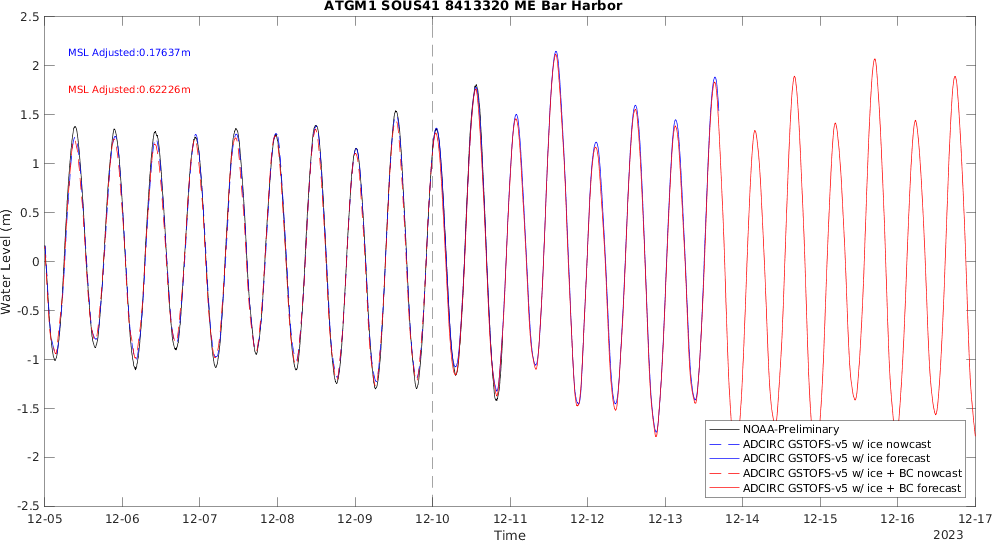 ATGM1 SOUS41 8413320 ME Bar Harbor
2.5
MSL Adjusted:0.17637m
2
MSL Adjusted:0.62226m
1.5
1
0.5
0
-0.5
-1
-1.5
-2
-2.5
Water Level (m)
NOAA-Preliminary
ADCIRC GSTOFS-v5 w/ ice nowcast
ADCIRC GSTOFS-v5 w/ ice forecast
ADCIRC GSTOFS-v5 w/ ice + BC nowcast
ADCIRC GSTOFS-v5 w/ ice + BC forecast
12-05 12-06 12-07 12-08 12-09 12-10 12-11 12-12 12-13 12-14 12-15 12-16 12-17
Time
2023